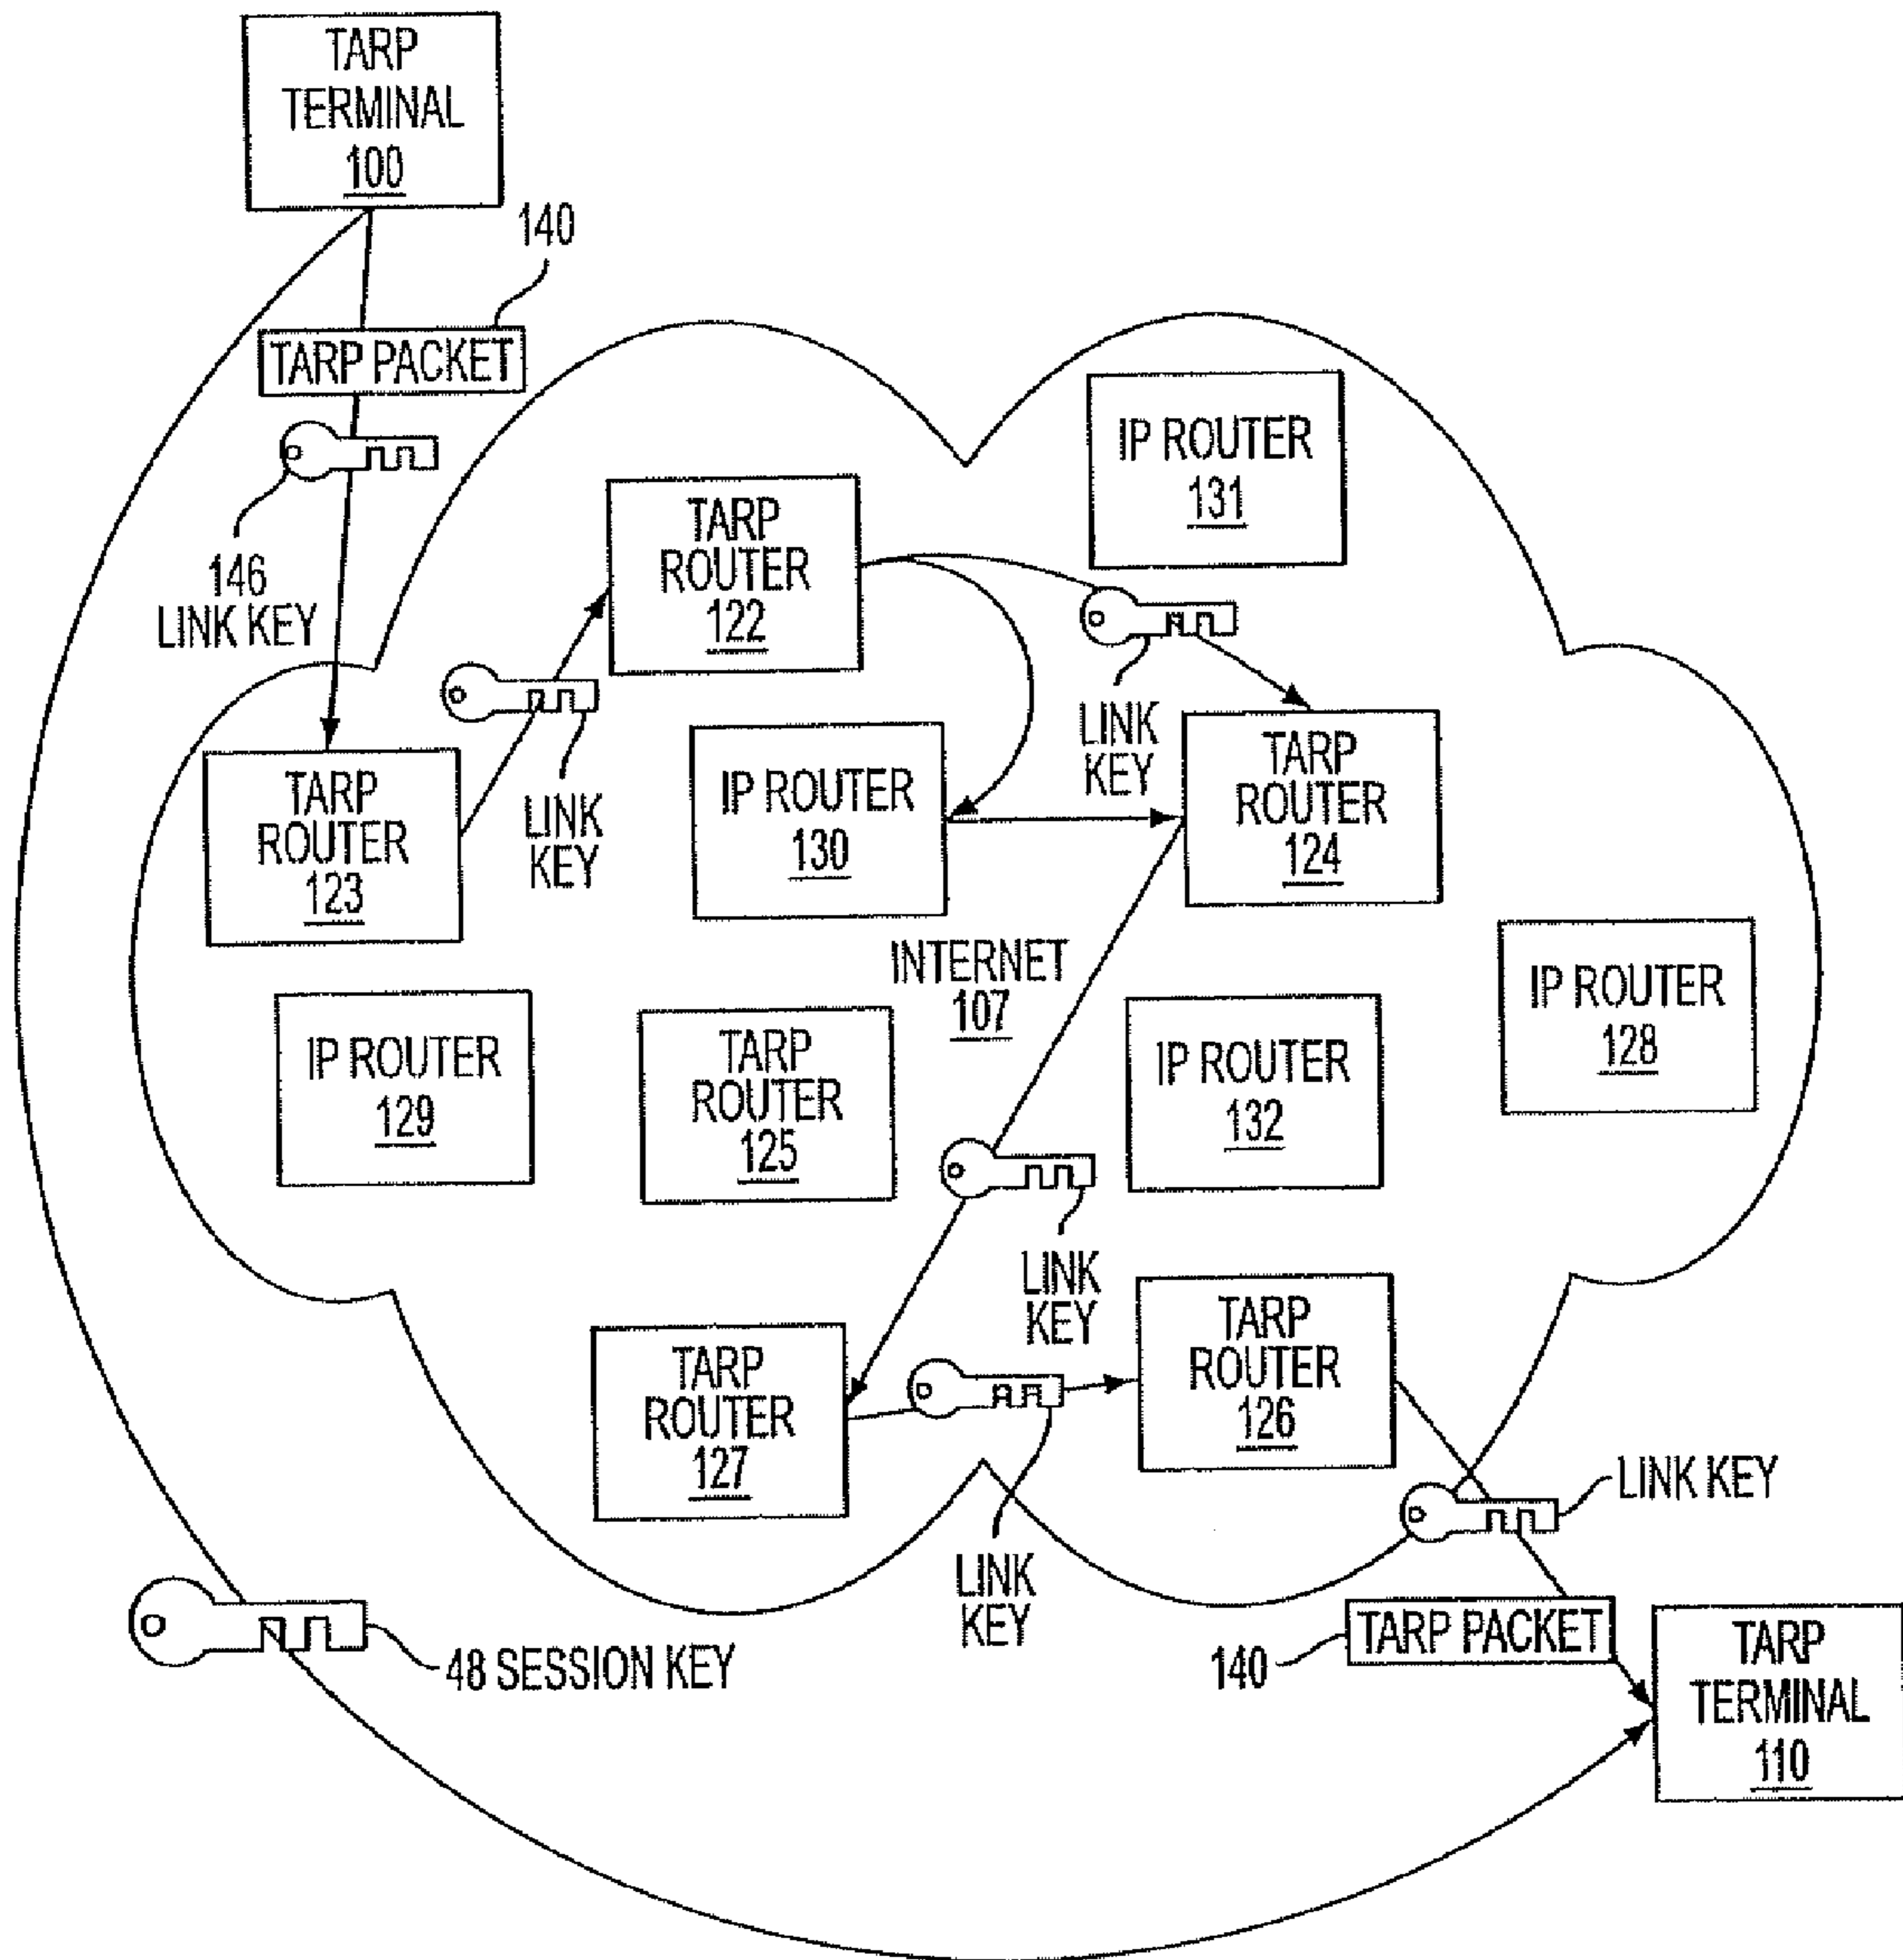 TARP
TERMINAL
100
140
TARP PACKET
146
LINK KEY
IP ROUTER
131
TARP
ROUTER
122
LINK
KEY
LINK
KEY
TARP
ROUTER
123
IP ROUTER
130
TARP
ROUTER
124
INTERNET
107
IP ROUTER
128
IP ROUTER
129
TARP
ROUTER
125
IP ROUTER
132
LINK
KEY
TARP
ROUTER
127
TARP
ROUTER
126
LINK KEY
LINK
KEY
48 SESSION KEY
140
TARP PACKET
TARP
TERMINAL
110